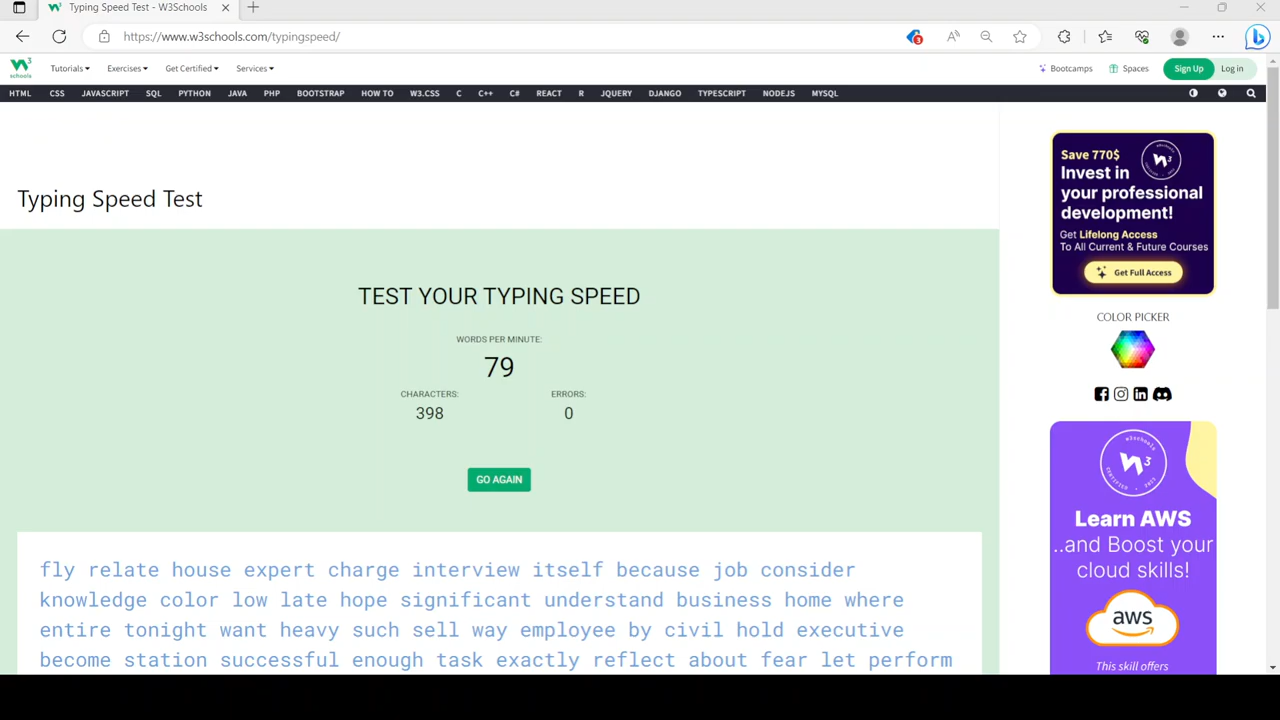 Typing Speed Test - W3Schools
https://www.w3schools.com/typingspeed/
3
schools
Tutorials Exercises Get Certified Services Bootcamps Spaces Sign Up Log in
HTML CSS JAVASCRIPT SQL PYTHON JAVA PHP BOOTSTRAP HOW TO W3.CSS C C++ C# REACT R JQUERY DJANGO TYPESCRIPT NODEJS MYSQL
Typing Speed Test
TEST YOUR TYPING SPEED
WORDS PER MINUTE:
79
CHARACTERS: ERRORS:
398 0
GO AGAIN
fly relate house expert charge interview itself because job consider
knowledge color low late hope significant understand business home where
entire tonight want heavy such sell way employee by civil hold executive
become station successful enough task exactly reflect about fear let perform
Save 770$
Invest in
your professional
development!
Get Lifelong Access
To All Current & Future Courses
Get Full Access
COLOR PICKER
Learn AWS
..and Boost your
cloud skills!
aws
This skill offers